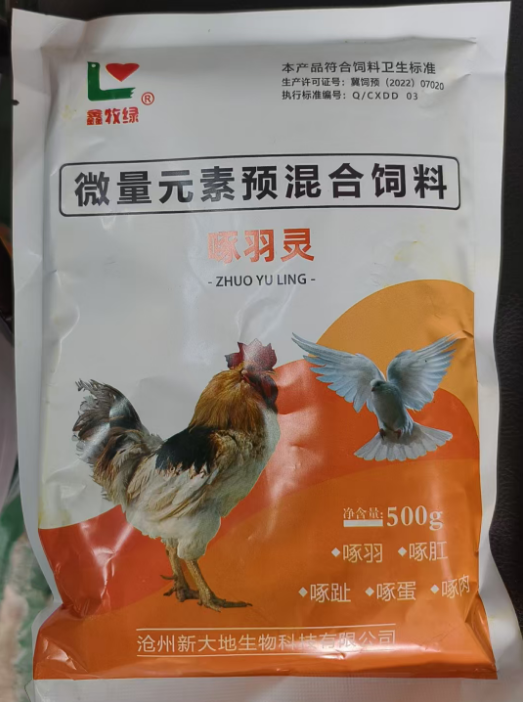 本产品符合饲料卫生标准
生产许可证号：冀饲预（2022）07020
执行标准编号：Q/CXDD 03
鑫牧绿®
微量元素预混合饲料
啄羽灵
- ZHUO YU LING -
净含量: 500g
•啄羽 •啄肛
•啄趾 •啄蛋 •啄肉
沧州新大地生物科技有限公司